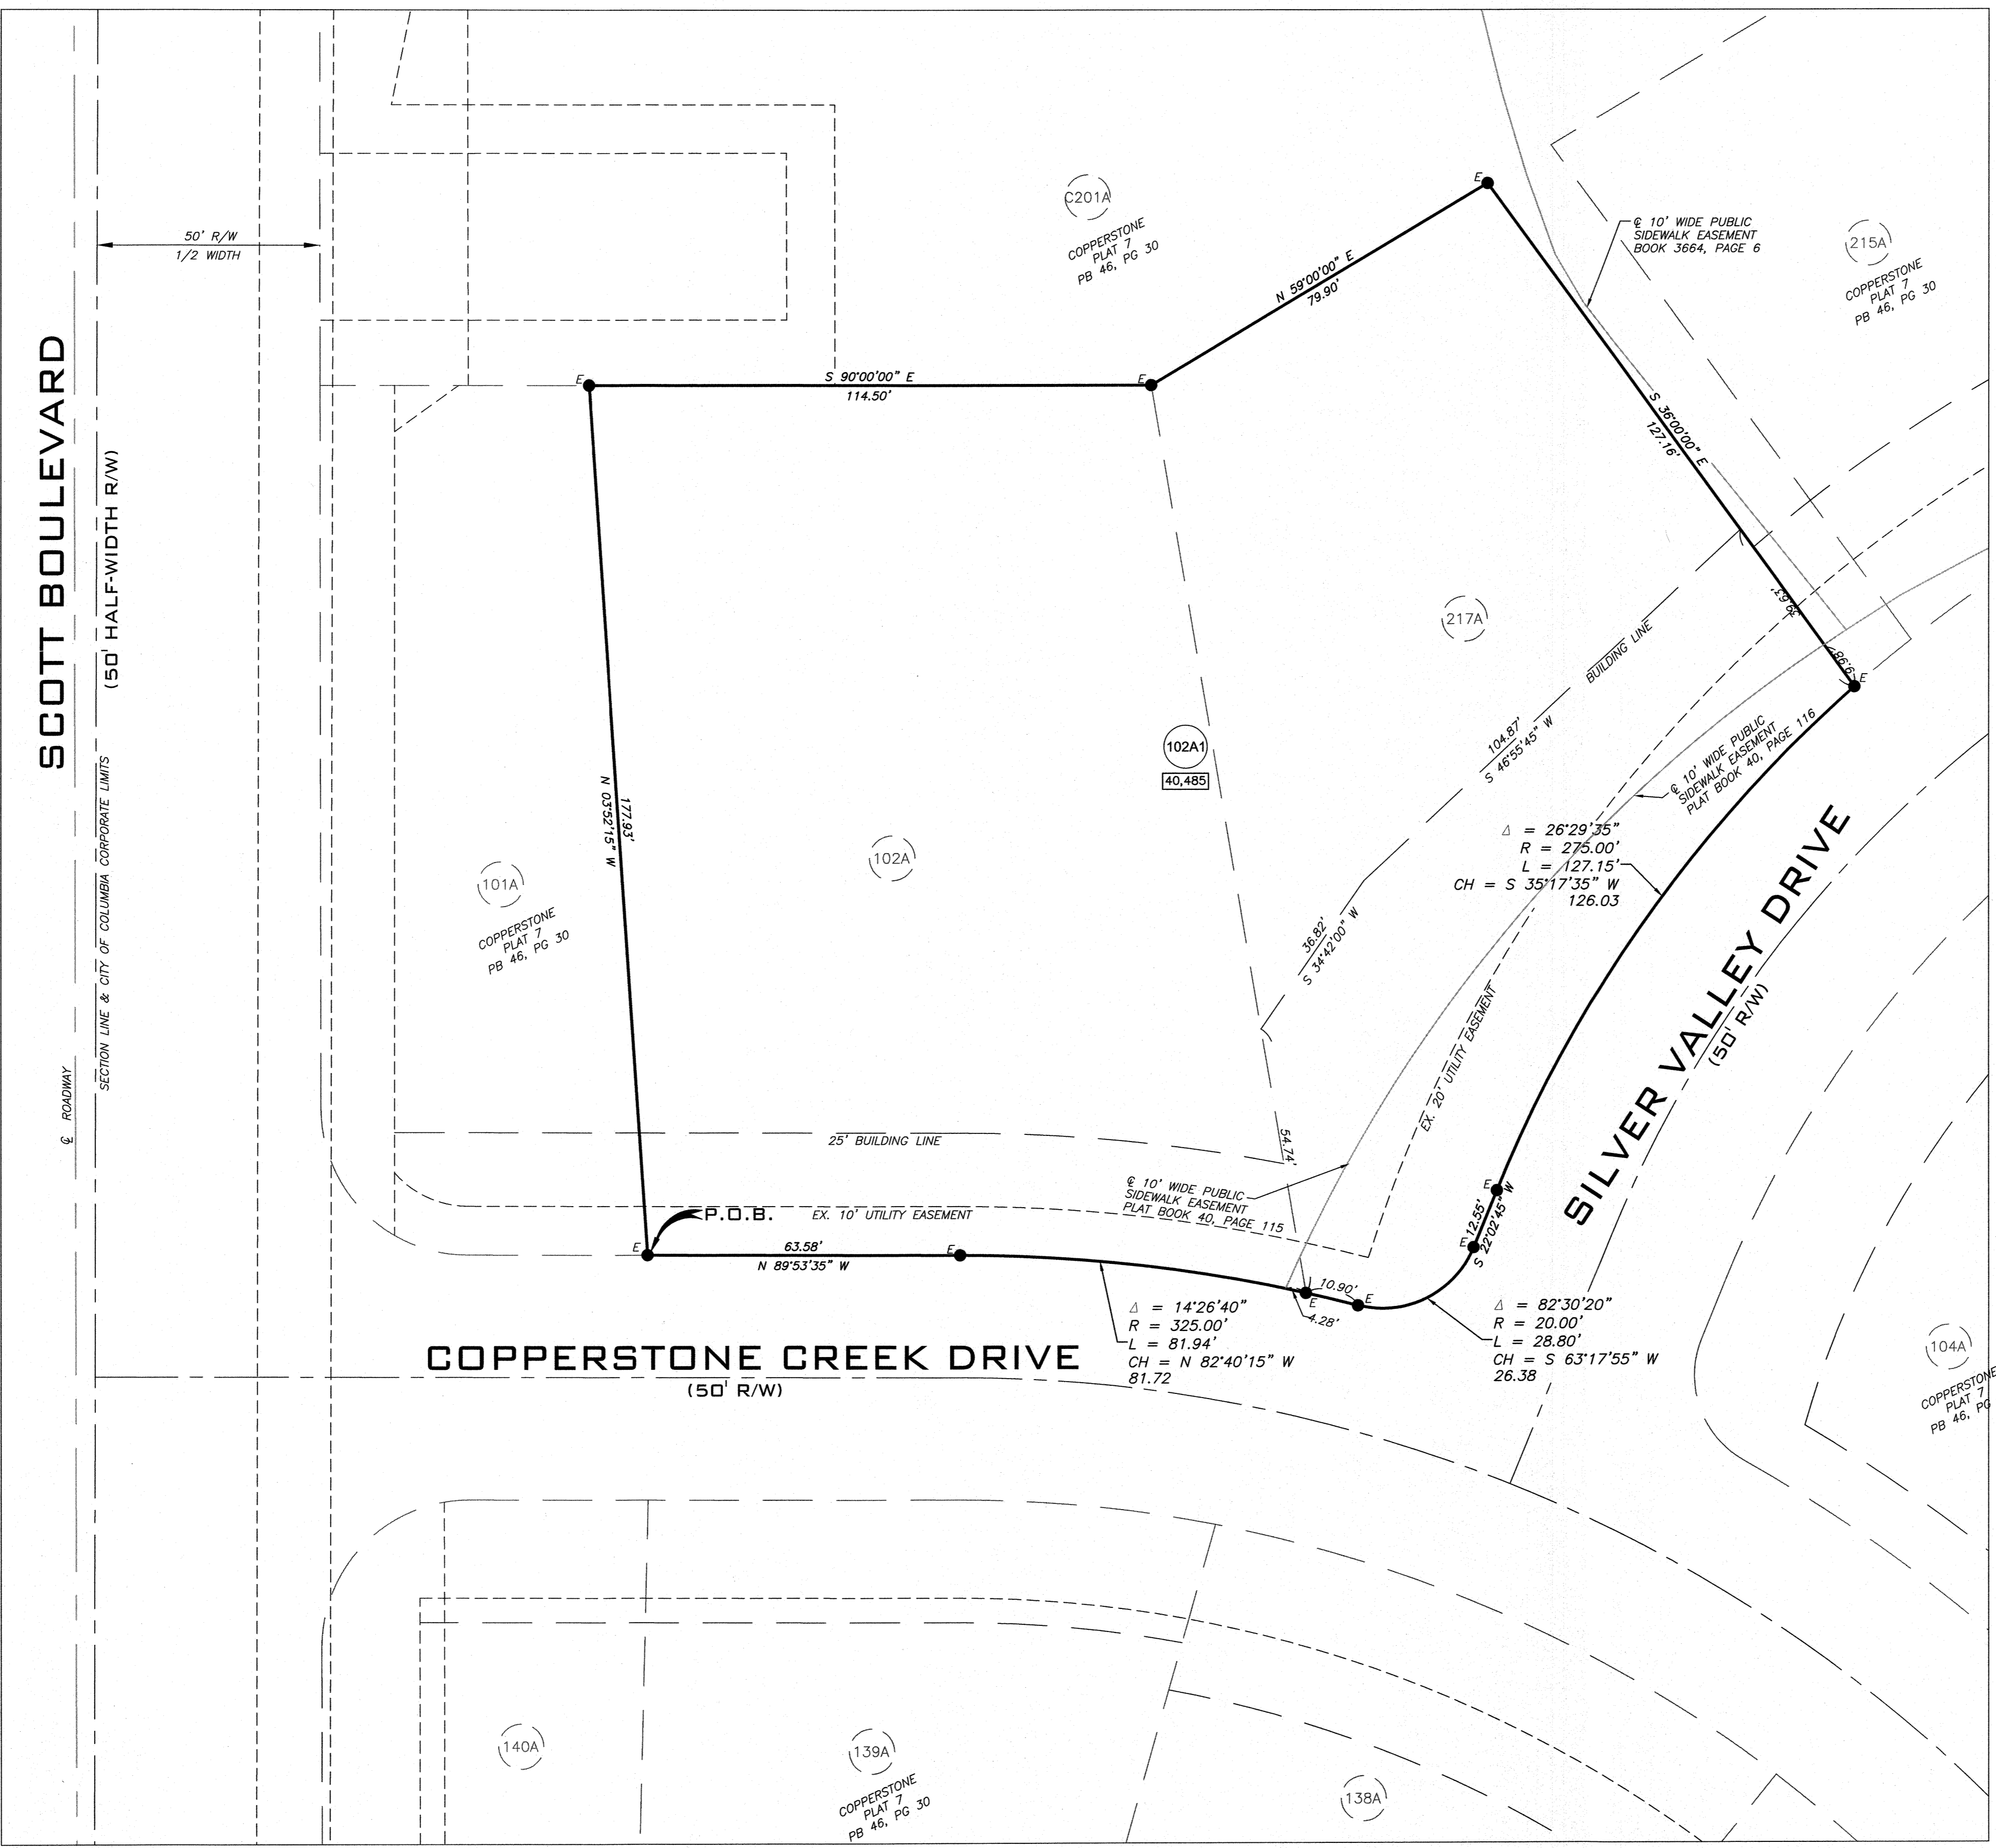 SCOTT BOULEVARD
(50' HALF-WIDTH R/W)
SECTION LINE & CITY OF COLUMBIA CORPORATE LIMITS
℄ ROADWAY
50' R/W
1/2 WIDTH
C201A
COPPERSTONE
PLAT 7
PB 46, PG 30
E
N 59°00'00" E
79.90'
℄ 10' WIDE PUBLIC
SIDEWALK EASEMENT
BOOK 3664, PAGE 6
215A
COPPERSTONE
PLAT 7
PB 46, PG 30
E
S 90°00'00" E
114.50'
E
S 36°00'00" E
127.16'
39.63'
9.98'
E
217A
BUILDING LINE
104.87'
S 46°55'45" W
36.82'
S 34°42'00" W
102A1
40,485
℄ 10' WIDE PUBLIC
SIDEWALK EASEMENT
PLAT BOOK 40, PAGE 116
Δ = 26°29'35"
R = 275.00'
L = 127.15'
CH = S 35°17'35" W
126.03
177.93'
N 03°52'15" W
102A
101A
COPPERSTONE
PLAT 7
PB 46, PG 30
SILVER VALLEY DRIVE
(50' R/W)
EX. 20' UTILITY EASEMENT
25' BUILDING LINE
54.74'
℄ 10' WIDE PUBLIC
SIDEWALK EASEMENT
PLAT BOOK 40, PAGE 115
P.O.B.
EX. 10' UTILITY EASEMENT
E
63.58'
N 89°53'35" W
E
E
12.55'
S 22°02'45" W
E
10.90'
E
E
4.28'
Δ = 14°26'40"
R = 325.00'
L = 81.94'
CH = N 82°40'15" W
81.72
Δ = 82°30'20"
R = 20.00'
L = 28.80'
CH = S 63°17'55" W
26.38
COPPERSTONE CREEK DRIVE
(50' R/W)
104A
COPPERSTONE
PLAT 7
PB 46, PG
140A
139A
COPPERSTONE
PLAT 7
PB 46, PG 30
138A